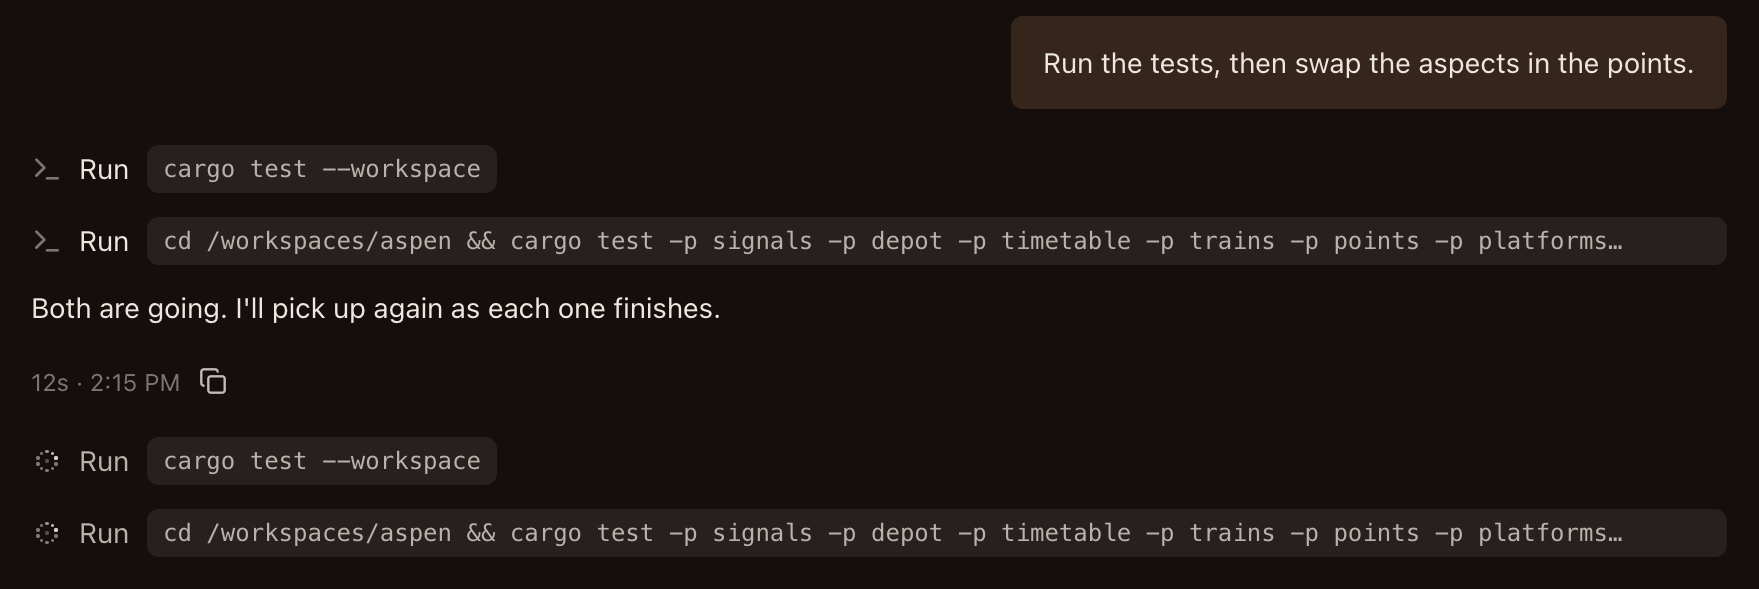 Run the tests, then swap the aspects in the points.
Run cargo test --workspace
Run cd /workspaces/aspen && cargo test -p signals -p depot -p timetable -p trains -p points -p platforms…
Both are going. I'll pick up again as each one finishes.
12s · 2:15 PM
Run cargo test --workspace
Run cd /workspaces/aspen && cargo test -p signals -p depot -p timetable -p trains -p points -p platforms…